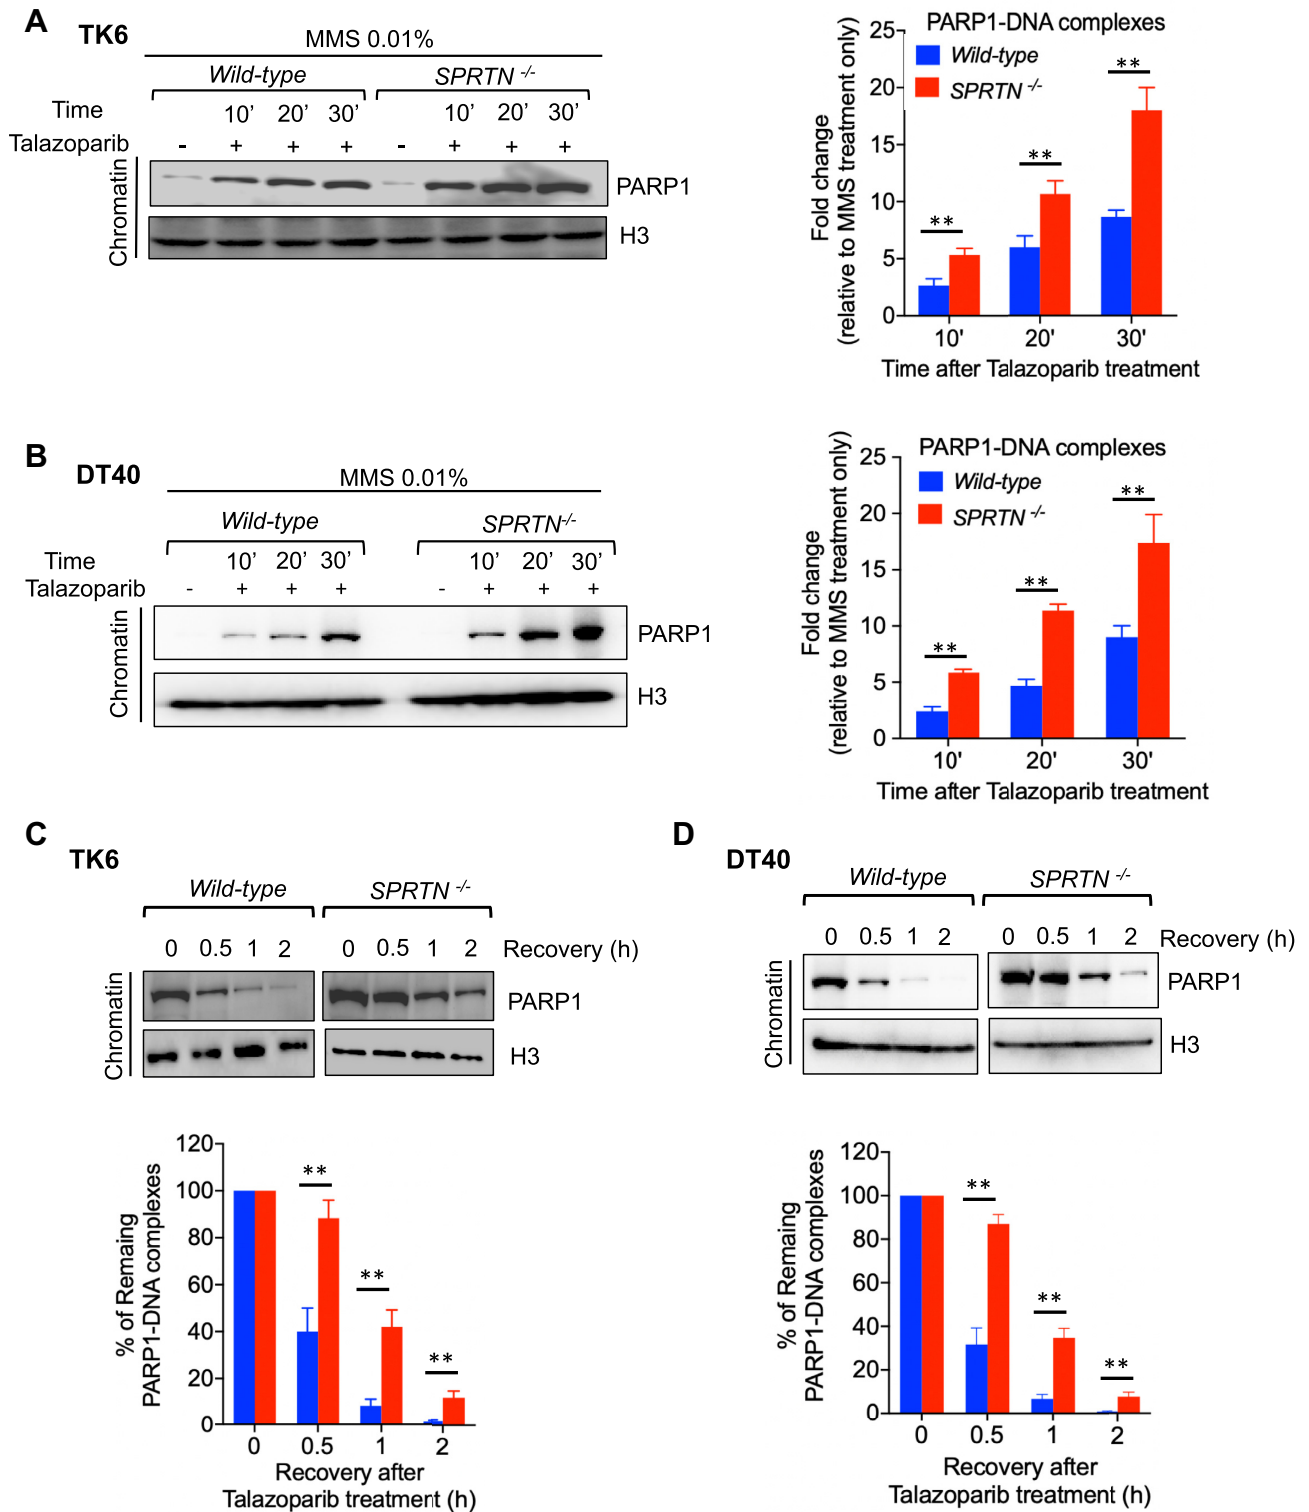 A
TK6
MMS 0.01%
Wild-type SPRTN -/-
Time 10’ 20’ 30’ 10’ 20’ 30’
Talazoparib - + + + - + + +
Chromatin
PARP1
H3
PARP1-DNA complexes
Wild-type
SPRTN -/-
** ** **
Fold change
(relative to MMS treatment only)
25
20
15
10
5
0
10' 20' 30'
Time after Talazoparib treatment
B
DT40
MMS 0.01%
Wild-type SPRTN-/-
Time 10’ 20’ 30’ 10’ 20’ 30’
Talazoparib - + + + - + + +
Chromatin
PARP1
H3
PARP1-DNA complexes
Wild-type
SPRTN -/-
** ** **
Fold change
(relative to MMS treatment only)
25
20
15
10
5
0
10' 20' 30'
Time after Talazoparib treatment
C
TK6
Wild-type SPRTN -/-
0 0.5 1 2 0 0.5 1 2 Recovery (h)
Chromatin
PARP1
H3
% of Remaing
PARP1-DNA complexes
120
100
80
60
40
20
0
** ** **
0 0.5 1 2
Recovery after
Talazoparib treatment (h)
D
DT40
Wild-type SPRTN -/-
0 0.5 1 2 0 0.5 1 2 Recovery (h)
Chromatin
PARP1
H3
% of Remaing
PARP1-DNA complexes
120
100
80
60
40
20
0
** ** **
0 0.5 1 2
Recovery after
Talazoparib treatment (h)